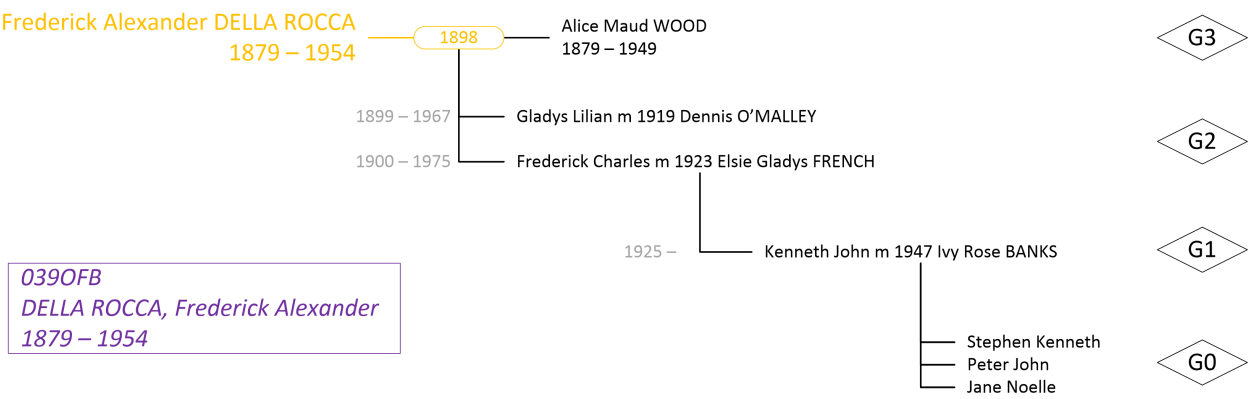 Frederick Alexander DELLA ROCCA
1879 – 1954
1898
Alice Maud WOOD
1879 – 1949
G3
1899 – 1967
Gladys Lilian m 1919 Dennis O’MALLEY
G2
1900 – 1975
Frederick Charles m 1923 Elsie Gladys FRENCH
1925 –
Kenneth John m 1947 Ivy Rose BANKS
G1
039OFB
DELLA ROCCA, Frederick Alexander
1879 – 1954
Stephen Kenneth
Peter John
Jane Noelle
G0